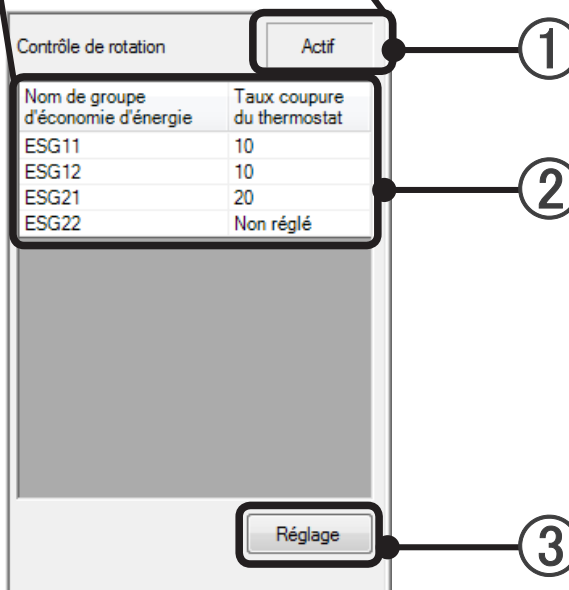 Contrôle de rotation Actif ①
Nom de groupe d'économie d'énergie Taux coupure du thermostat
ESG11 10
ESG12 10 ②
ESG21 20
ESG22 Non réglé
Réglage ③